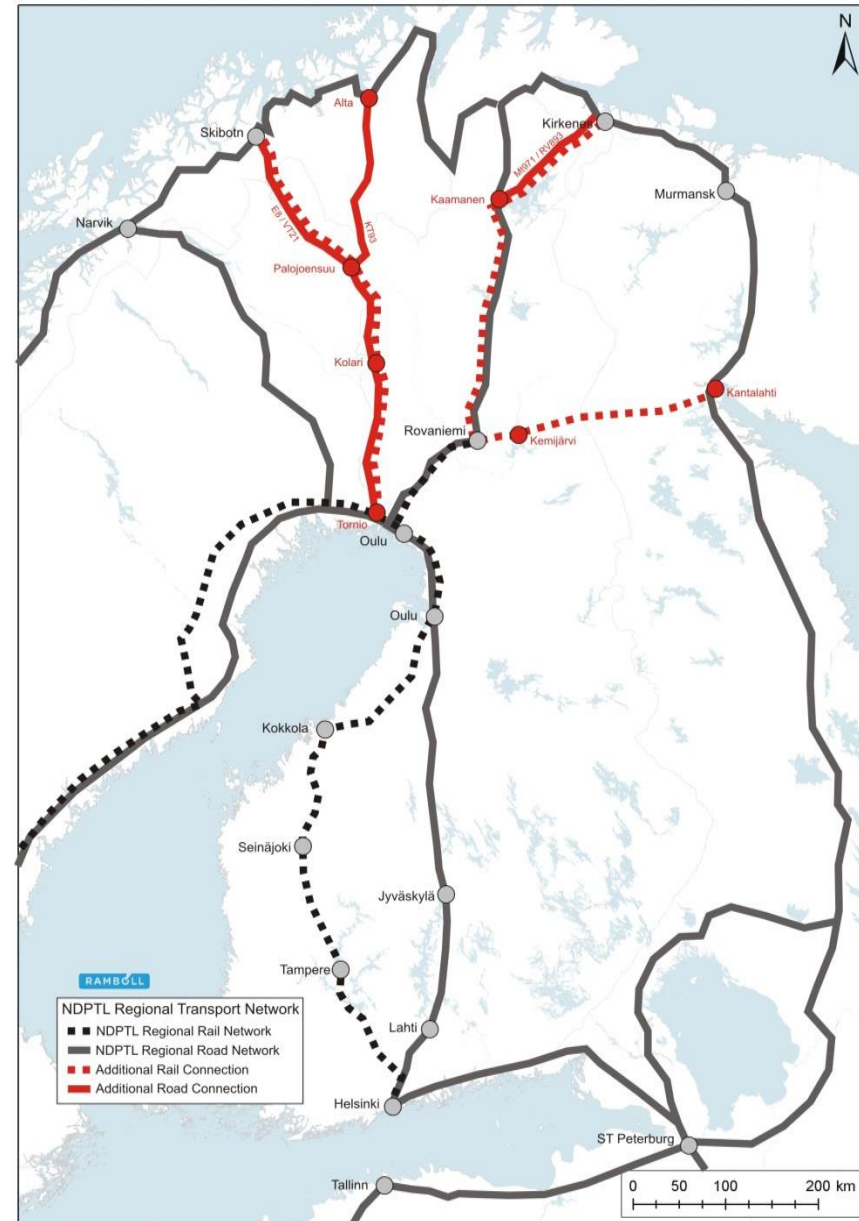 N
Alta
Skibotn
Kirkenes
Mt971 / RV893
Murmansk
Kaamanen
Narvik
E8 / VT21
KT93
Palojoensuu
Kolari
Kantalahti
Rovaniemi
Kemijärvi
Tornio
Oulu
Oulu
Kokkola
Seinäjoki
Jyväskylä
Tampere
RAMBOLL
NDPTL Regional Transport Network
NDPTL Regional Rail Network
NDPTL Regional Road Network
Additional Rail Connection
Additional Road Connection
Lahti
Helsinki
ST Peterburg
Tallinn
0 50 100 200 km